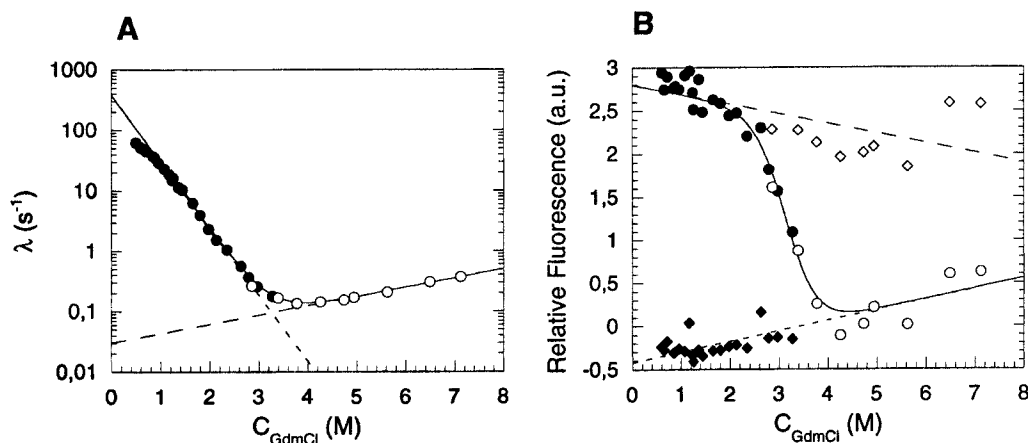 A
1000
100
10
1
0,1
0,01
λ (s⁻¹)
0 1 2 3 4 5 6 7 8
C_GdmCl (M)
B
3
2,5
2
1,5
1
0,5
0
-0,5
Relative Fluorescence (a.u.)
0 1 2 3 4 5 6 7 8
C_GdmCl (M)